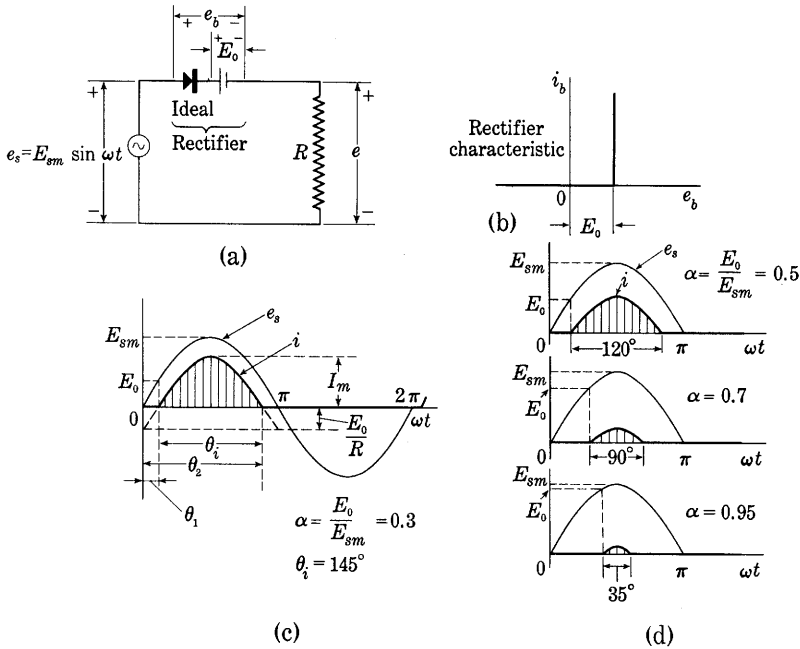 e_b
+ −
+ −
E_0
+
+
Ideal
Rectifier
e_s=E_sm sin ωt
R
e
−
−
(a)
i_b
Rectifier
characteristic
0
e_b
E_0
(b)
E_sm
e_s
α = E_0/E_sm = 0.5
E_0
i
0
120°
π
ωt
E_sm
E_0
α = 0.7
0
90°
π
ωt
E_sm
E_0
α = 0.95
0
π
ωt
35°
(d)
E_sm
e_s
i
E_0
I_m
π
2π
0
ωt
E_0/R
θ_i
θ_2
θ_1
α = E_0/E_sm = 0.3
θ_i = 145°
(c)